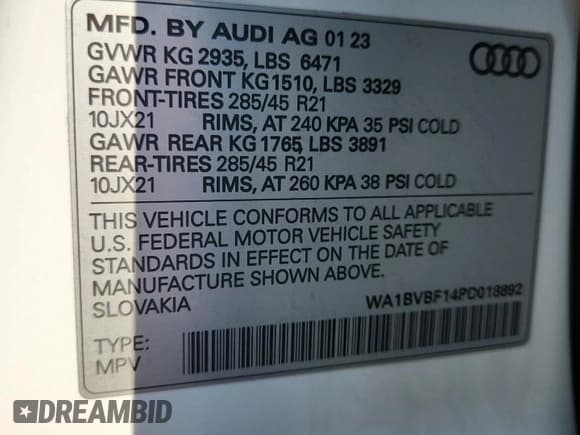 MFD. BY AUDI AG 01 23
GVWR KG 2935, LBS 6471
GAWR FRONT KG1510, LBS 3329
FRONT-TIRES 285/45 R21
10JX21 RIMS, AT 240 KPA 35 PSI COLD
GAWR REAR KG 1765, LBS 3891
REAR-TIRES 285/45 R21
10JX21 RIMS, AT 260 KPA 38 PSI COLD
THIS VEHICLE CONFORMS TO ALL APPLICABLE
U.S. FEDERAL MOTOR VEHICLE SAFETY
STANDARDS IN EFFECT ON THE DATE OF
MANUFACTURE SHOWN ABOVE.
SLOVAKIA
WA1BVBF14PD018892
TYPE:
MPV
DREAMBID